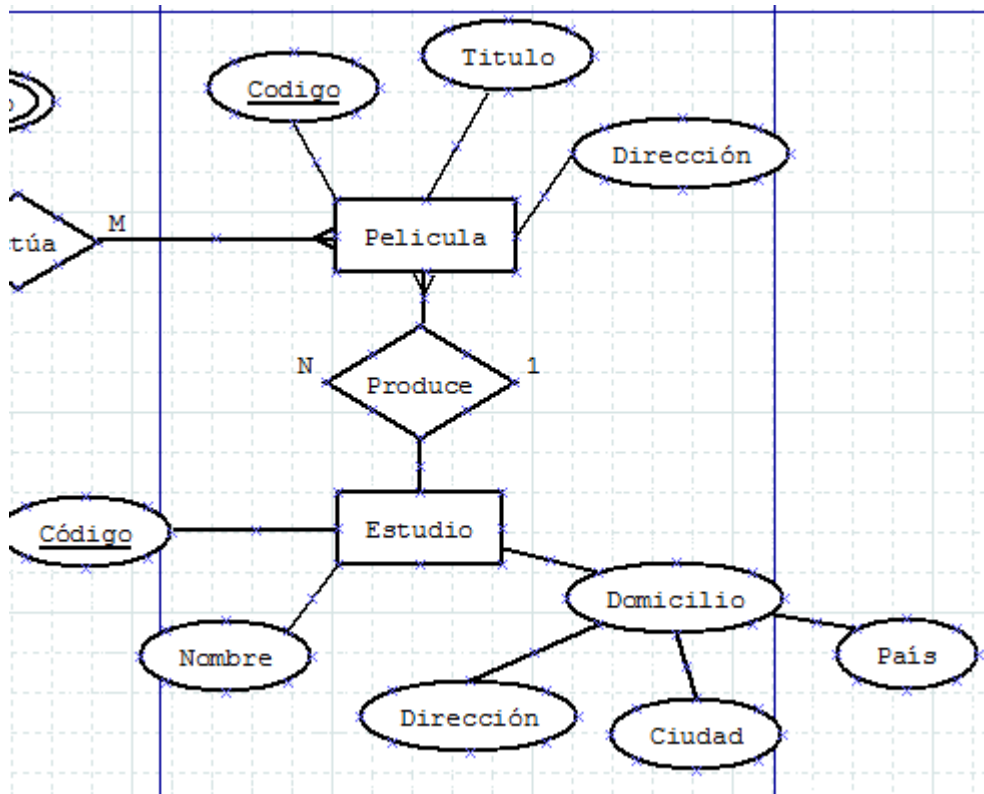 Titulo
Codigo
Dirección
M
túa
Pelicula
N
1
Produce
Código
Estudio
Domicilio
Nombre
País
Dirección
Ciudad